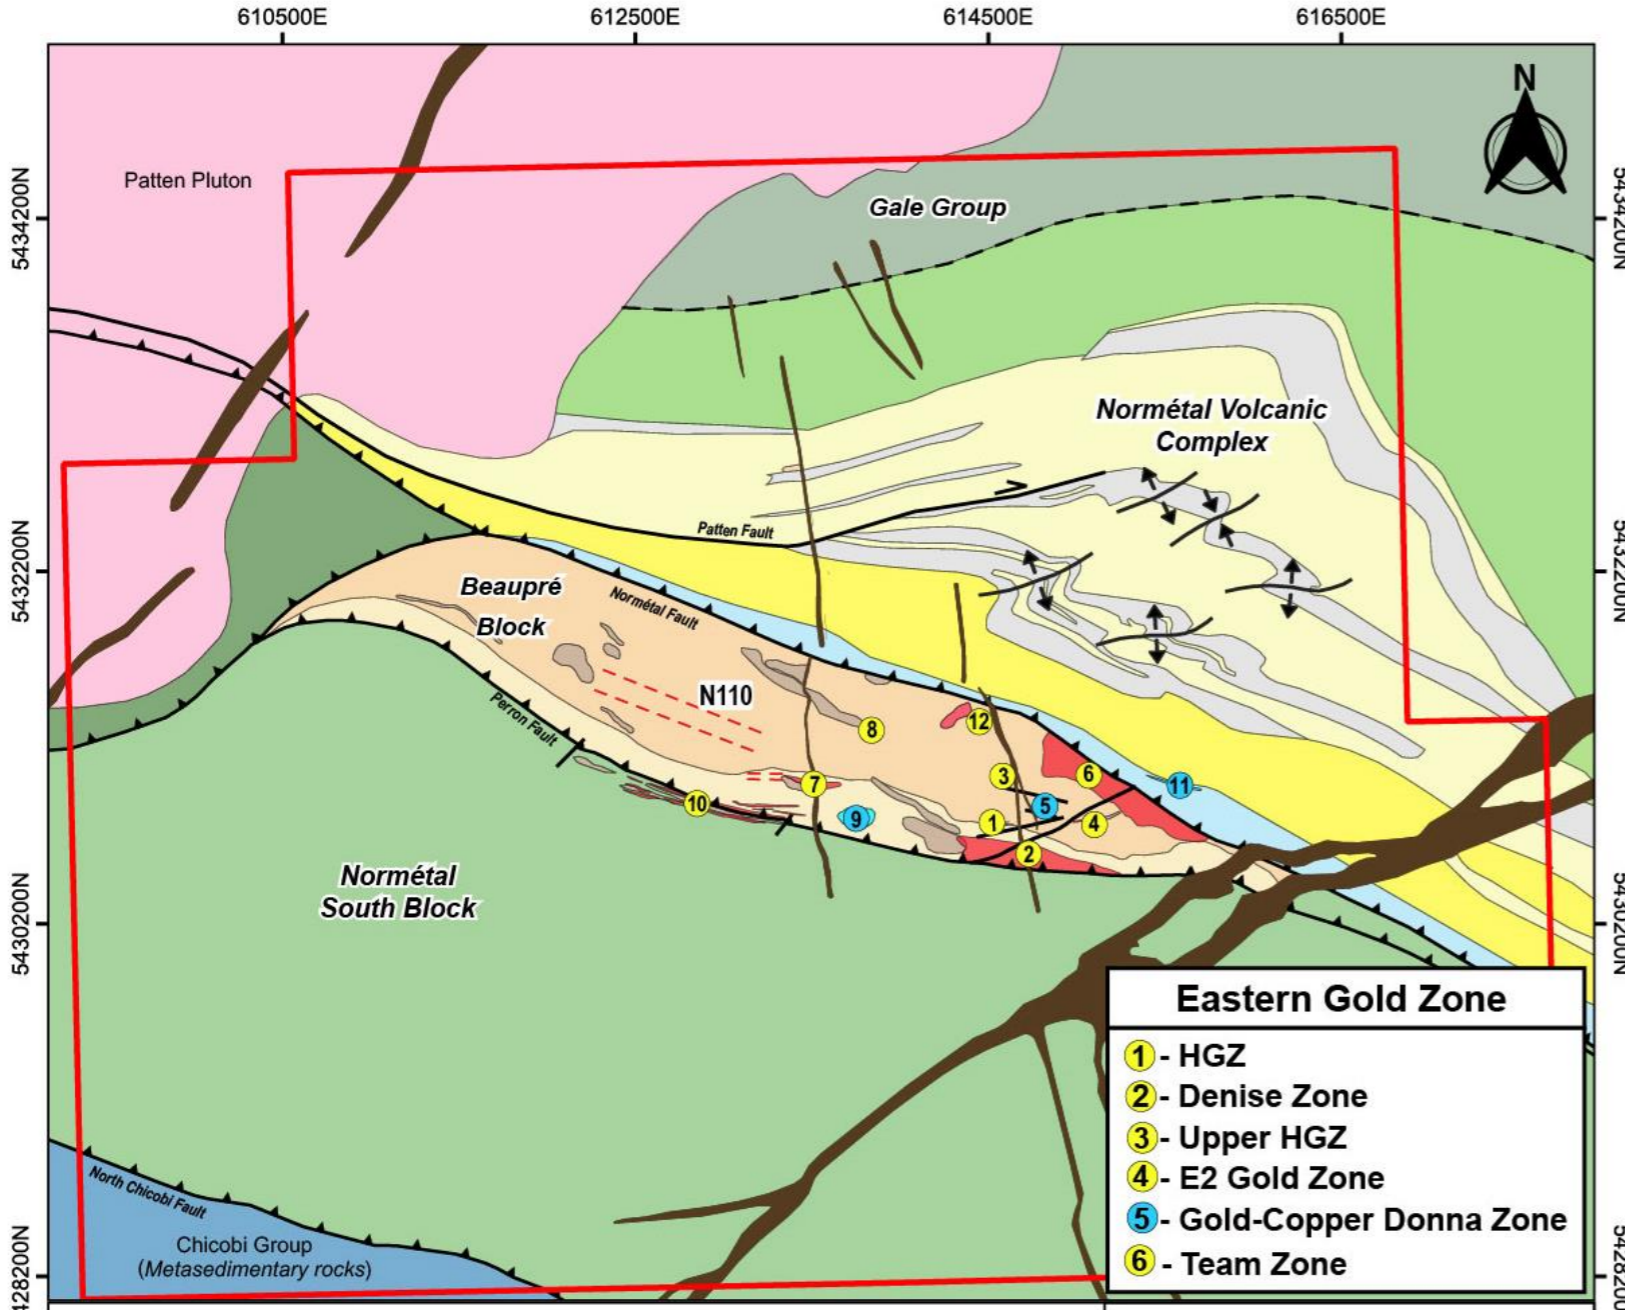 610500E 612500E 614500E 616500E
N
Patten Pluton
5434200N
Gale Group
5434200N
Normétal Volcanic
Complex
Patten Fault
5432200N
Beaupré
Block
Normétal Fault
5432200N
N110
Perron Fault
12
8
3
6
11
7
10
5
9
1
4
2
Normétal
South Block
5430200N
5430200N
Eastern Gold Zone
1 - HGZ
2 - Denise Zone
3 - Upper HGZ
4 - E2 Gold Zone
5 - Gold-Copper Donna Zone
6 - Team Zone
North Chicobi Fault
Chicobi Group
(Metasedimentary rocks)